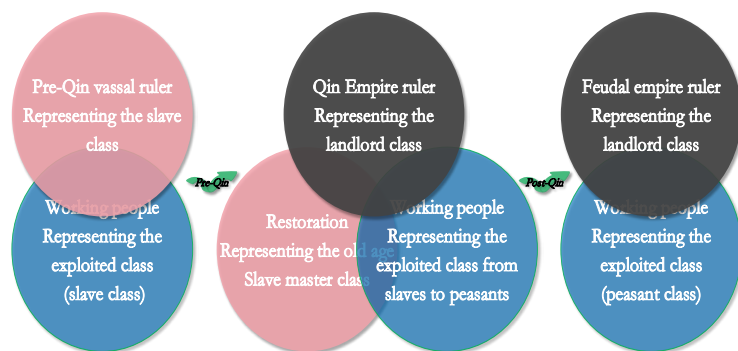 Pre-Qin vassal ruler
Representing the slave
class
Working people
Representing the
exploited class
(slave class)
Pre-Qin
Qin Empire ruler
Representing the
landlord class
Restoration
Representing the old age
Slave master class
Working people
Representing the
exploited class from
slaves to peasants
Post-Qin
Feudal empire ruler
Representing the
landlord class
Working people
Representing the
exploited class
(peasant class)